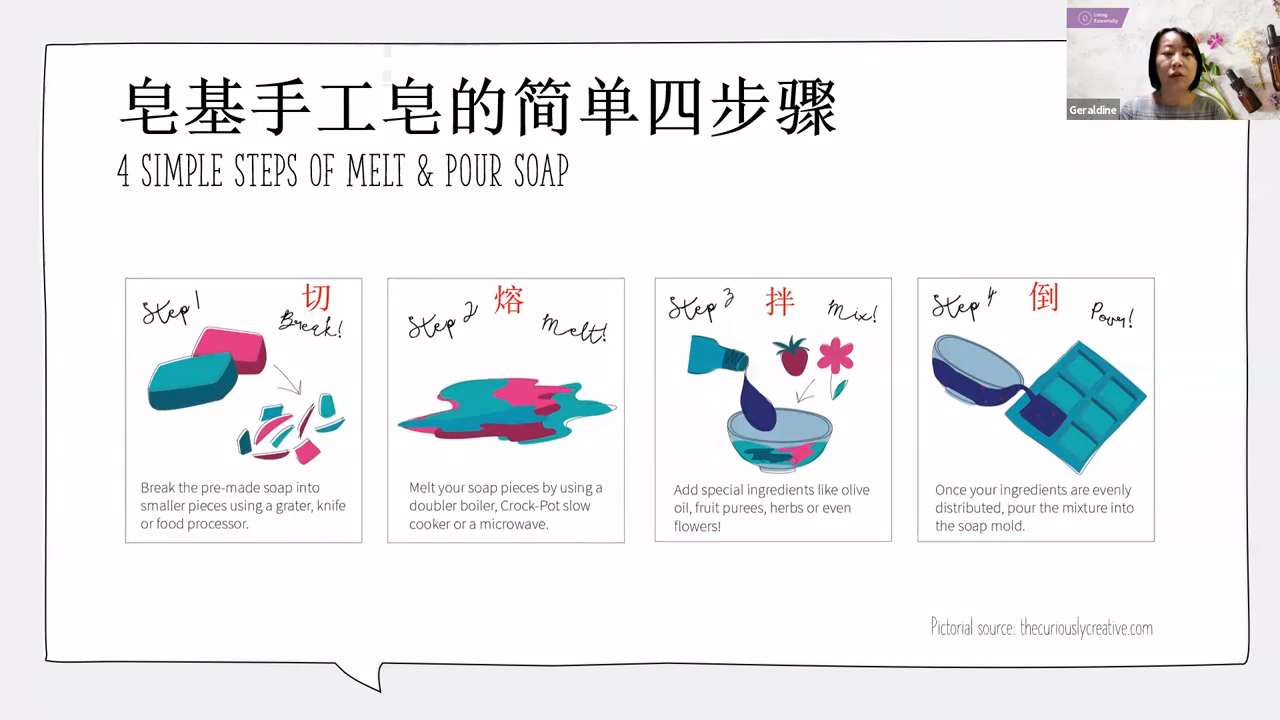 皂基手工皂的简单四步骤
4 SIMPLE STEPS OF MELT & POUR SOAP
Living
Essentially
Geraldine
Step 1
切
Break!
Break the pre-made soap into
smaller pieces using a grater, knife
or food processor.
Step 2
熔
Melt!
Melt your soap pieces by using a
doubler boiler, Crock-Pot slow
cooker or a microwave.
Step 3
拌
Mix!
Add special ingredients like olive
oil, fruit purees, herbs or even
flowers!
Step 4
倒
Pour!
Once your ingredients are evenly
distributed, pour the mixture into
the soap mold.
Pictorial source: thecuriouslycreative.com